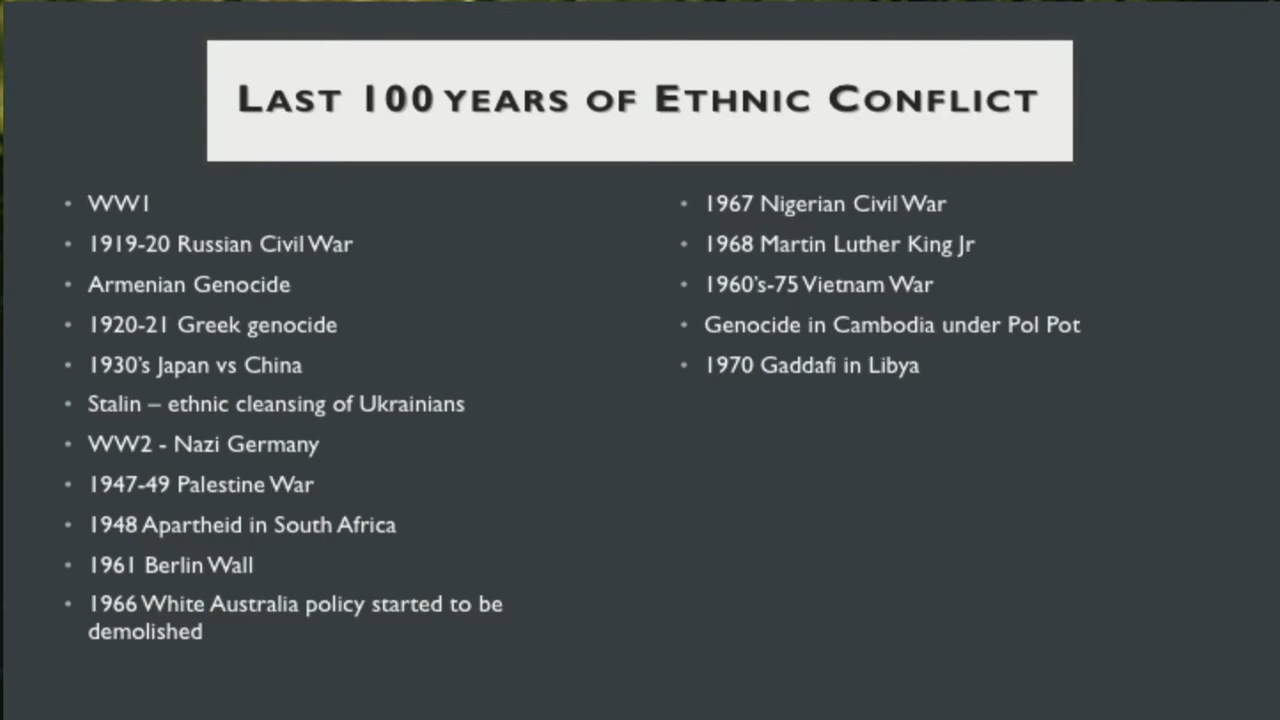 Last 100 years of Ethnic Conflict
• WW1
• 1919-20 Russian Civil War
• Armenian Genocide
• 1920-21 Greek genocide
• 1930's Japan vs China
• Stalin – ethnic cleansing of Ukrainians
• WW2 - Nazi Germany
• 1947-49 Palestine War
• 1948 Apartheid in South Africa
• 1961 Berlin Wall
• 1966 White Australia policy started to be
demolished
• 1967 Nigerian Civil War
• 1968 Martin Luther King Jr
• 1960's-75 Vietnam War
• Genocide in Cambodia under Pol Pot
• 1970 Gaddafi in Libya